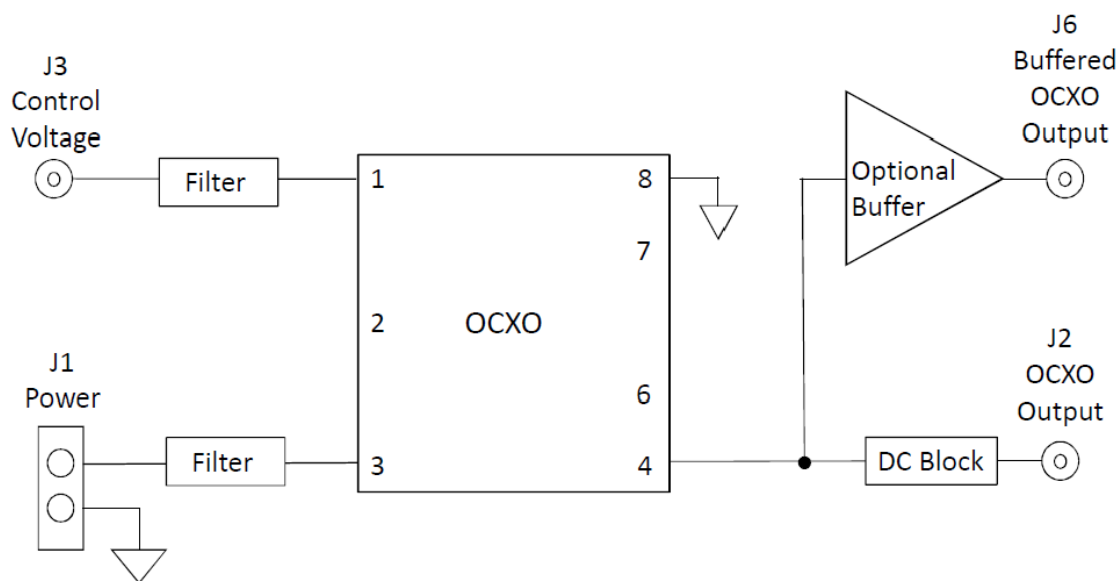 J3
Control
Voltage
Filter
J1
Power
Filter
1
2
3
OCXO
8
7
6
4
Optional
Buffer
J6
Buffered
OCXO
Output
DC Block
J2
OCXO
Output